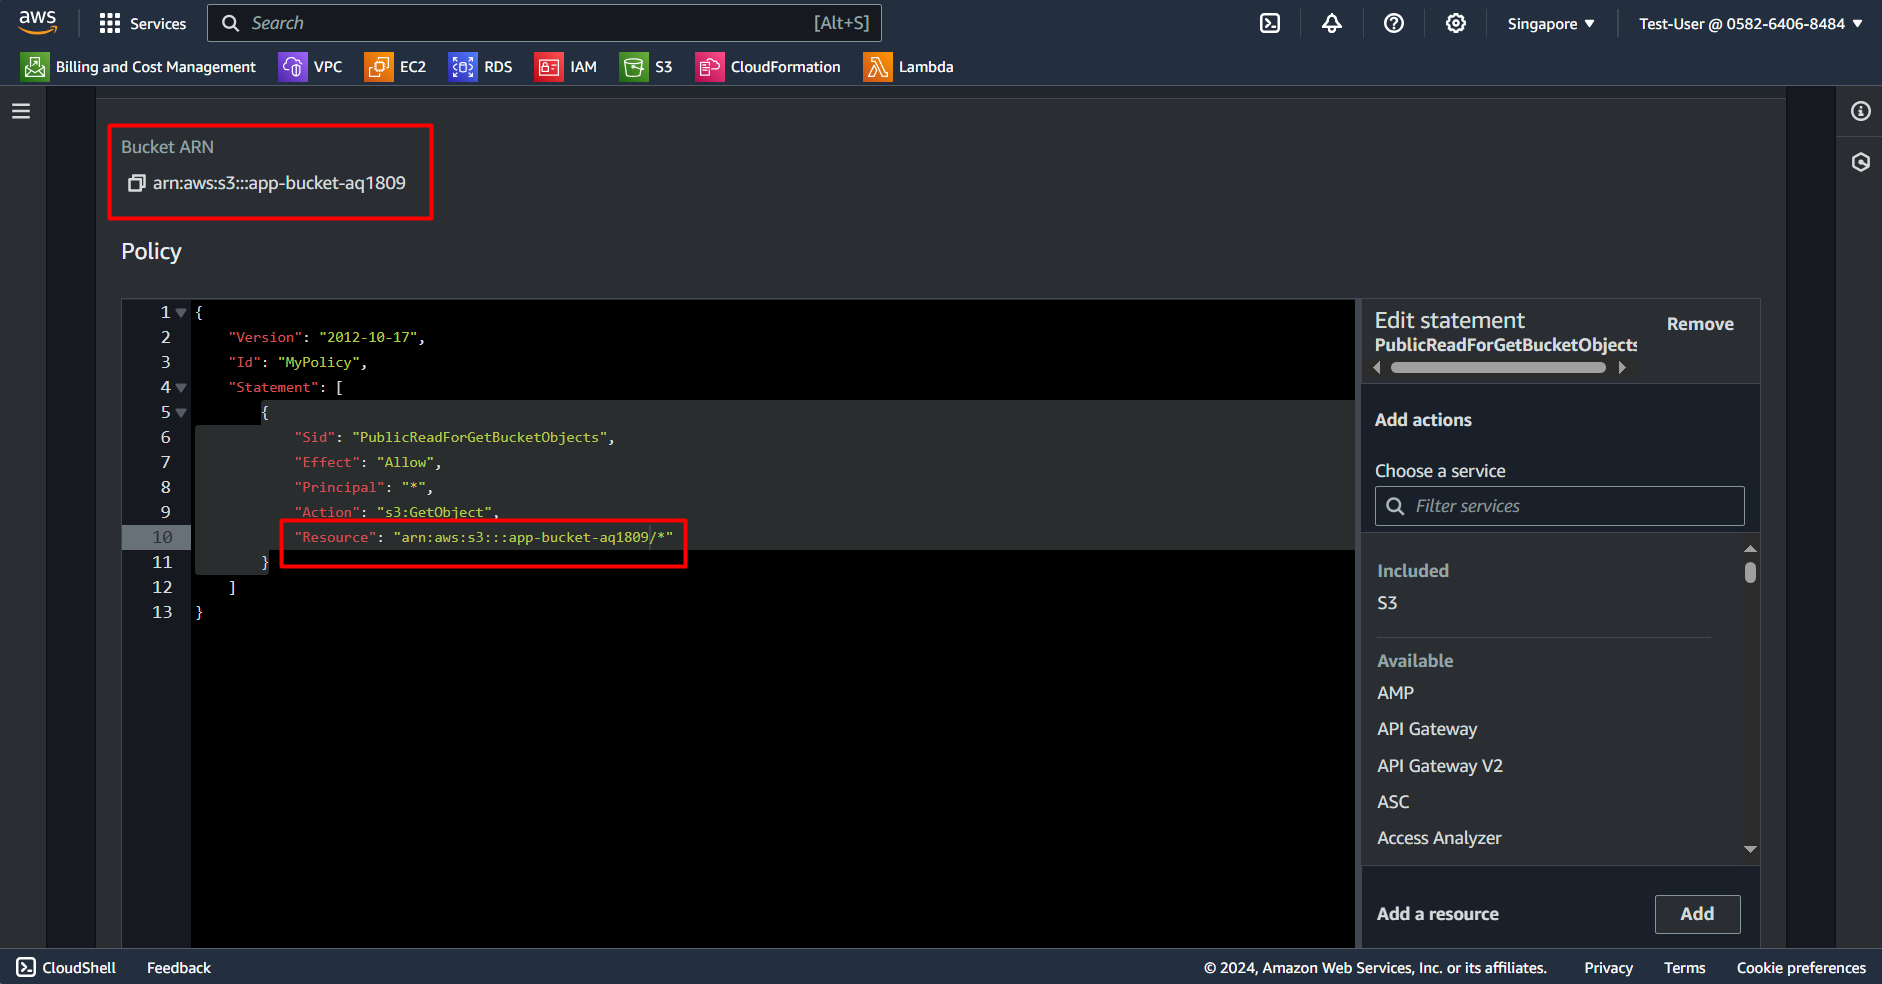 aws
Services
Search
[Alt+S]
Singapore
Test-User @ 0582-6406-8484
Billing and Cost Management
VPC
EC2
RDS
IAM
S3
CloudFormation
Lambda
Bucket ARN
arn:aws:s3:::app-bucket-aq1809
Policy
1 {
2 "Version": "2012-10-17",
3 "Id": "MyPolicy",
4 "Statement": [
5 {
6 "Sid": "PublicReadForGetBucketObjects",
7 "Effect": "Allow",
8 "Principal": "*",
9 "Action": "s3:GetObject",
10 "Resource": "arn:aws:s3:::app-bucket-aq1809/*"
11 }
12 ]
13 }
Edit statement
Remove
PublicReadForGetBucketObjects
Add actions
Choose a service
Filter services
Included
S3
Available
AMP
API Gateway
API Gateway V2
ASC
Access Analyzer
Add a resource
Add
CloudShell
Feedback
© 2024, Amazon Web Services, Inc. or its affiliates.
Privacy
Terms
Cookie preferences